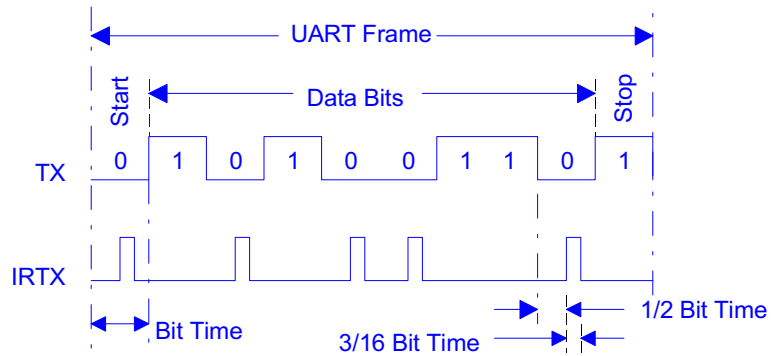 UART Frame
Start
Data Bits
Stop
TX
0 1 0 1 0 0 1 1 0 1
IRTX
Bit Time
1/2 Bit Time
3/16 Bit Time